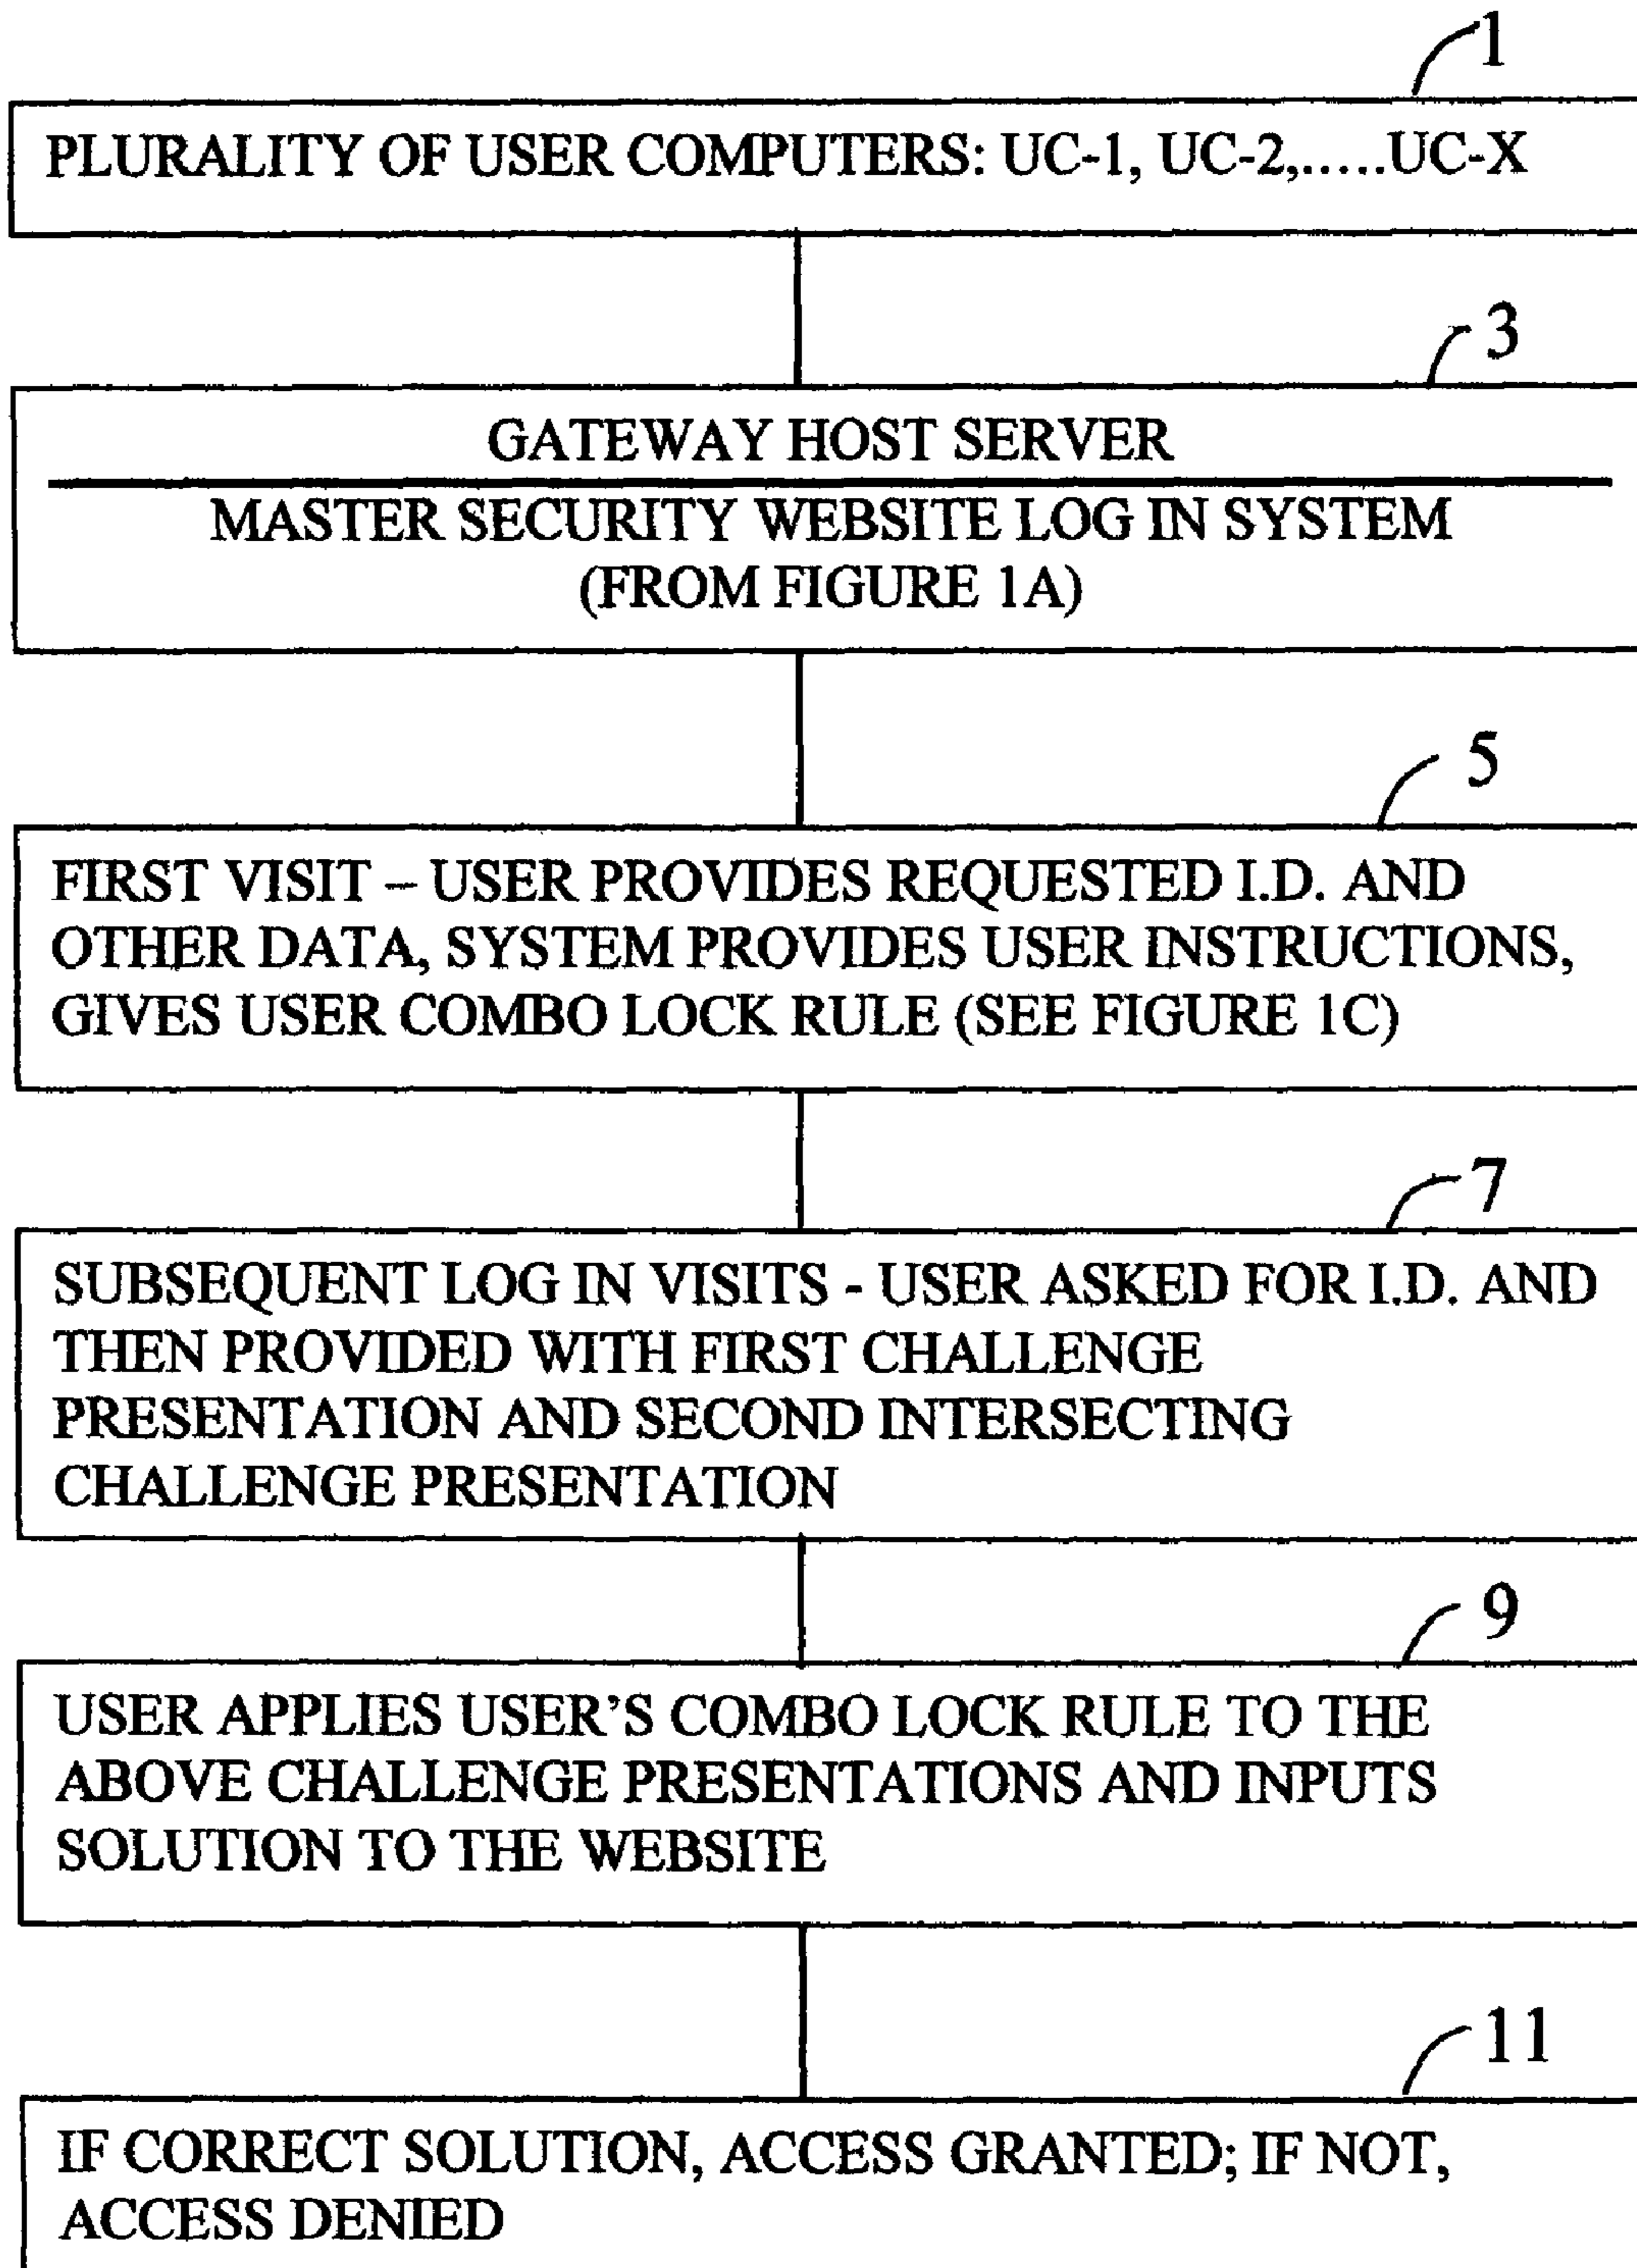 1
PLURALITY OF USER COMPUTERS: UC-1, UC-2,.....UC-X
3
GATEWAY HOST SERVER
MASTER SECURITY WEBSITE LOG IN SYSTEM
(FROM FIGURE 1A)
5
FIRST VISIT – USER PROVIDES REQUESTED I.D. AND
OTHER DATA, SYSTEM PROVIDES USER INSTRUCTIONS,
GIVES USER COMBO LOCK RULE (SEE FIGURE 1C)
7
SUBSEQUENT LOG IN VISITS - USER ASKED FOR I.D. AND
THEN PROVIDED WITH FIRST CHALLENGE
PRESENTATION AND SECOND INTERSECTING
CHALLENGE PRESENTATION
9
USER APPLIES USER’S COMBO LOCK RULE TO THE
ABOVE CHALLENGE PRESENTATIONS AND INPUTS
SOLUTION TO THE WEBSITE
11
IF CORRECT SOLUTION, ACCESS GRANTED; IF NOT,
ACCESS DENIED